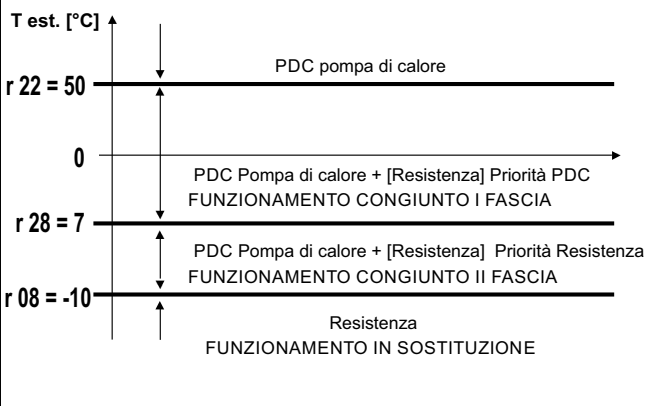 T est. [°C]
PDC pompa di calore
r 22 = 50
0
PDC Pompa di calore + [Resistenza] Priorità PDC
FUNZIONAMENTO CONGIUNTO I FASCIA
r 28 = 7
PDC Pompa di calore + [Resistenza] Priorità Resistenza
FUNZIONAMENTO CONGIUNTO II FASCIA
r 08 = -10
Resistenza
FUNZIONAMENTO IN SOSTITUZIONE